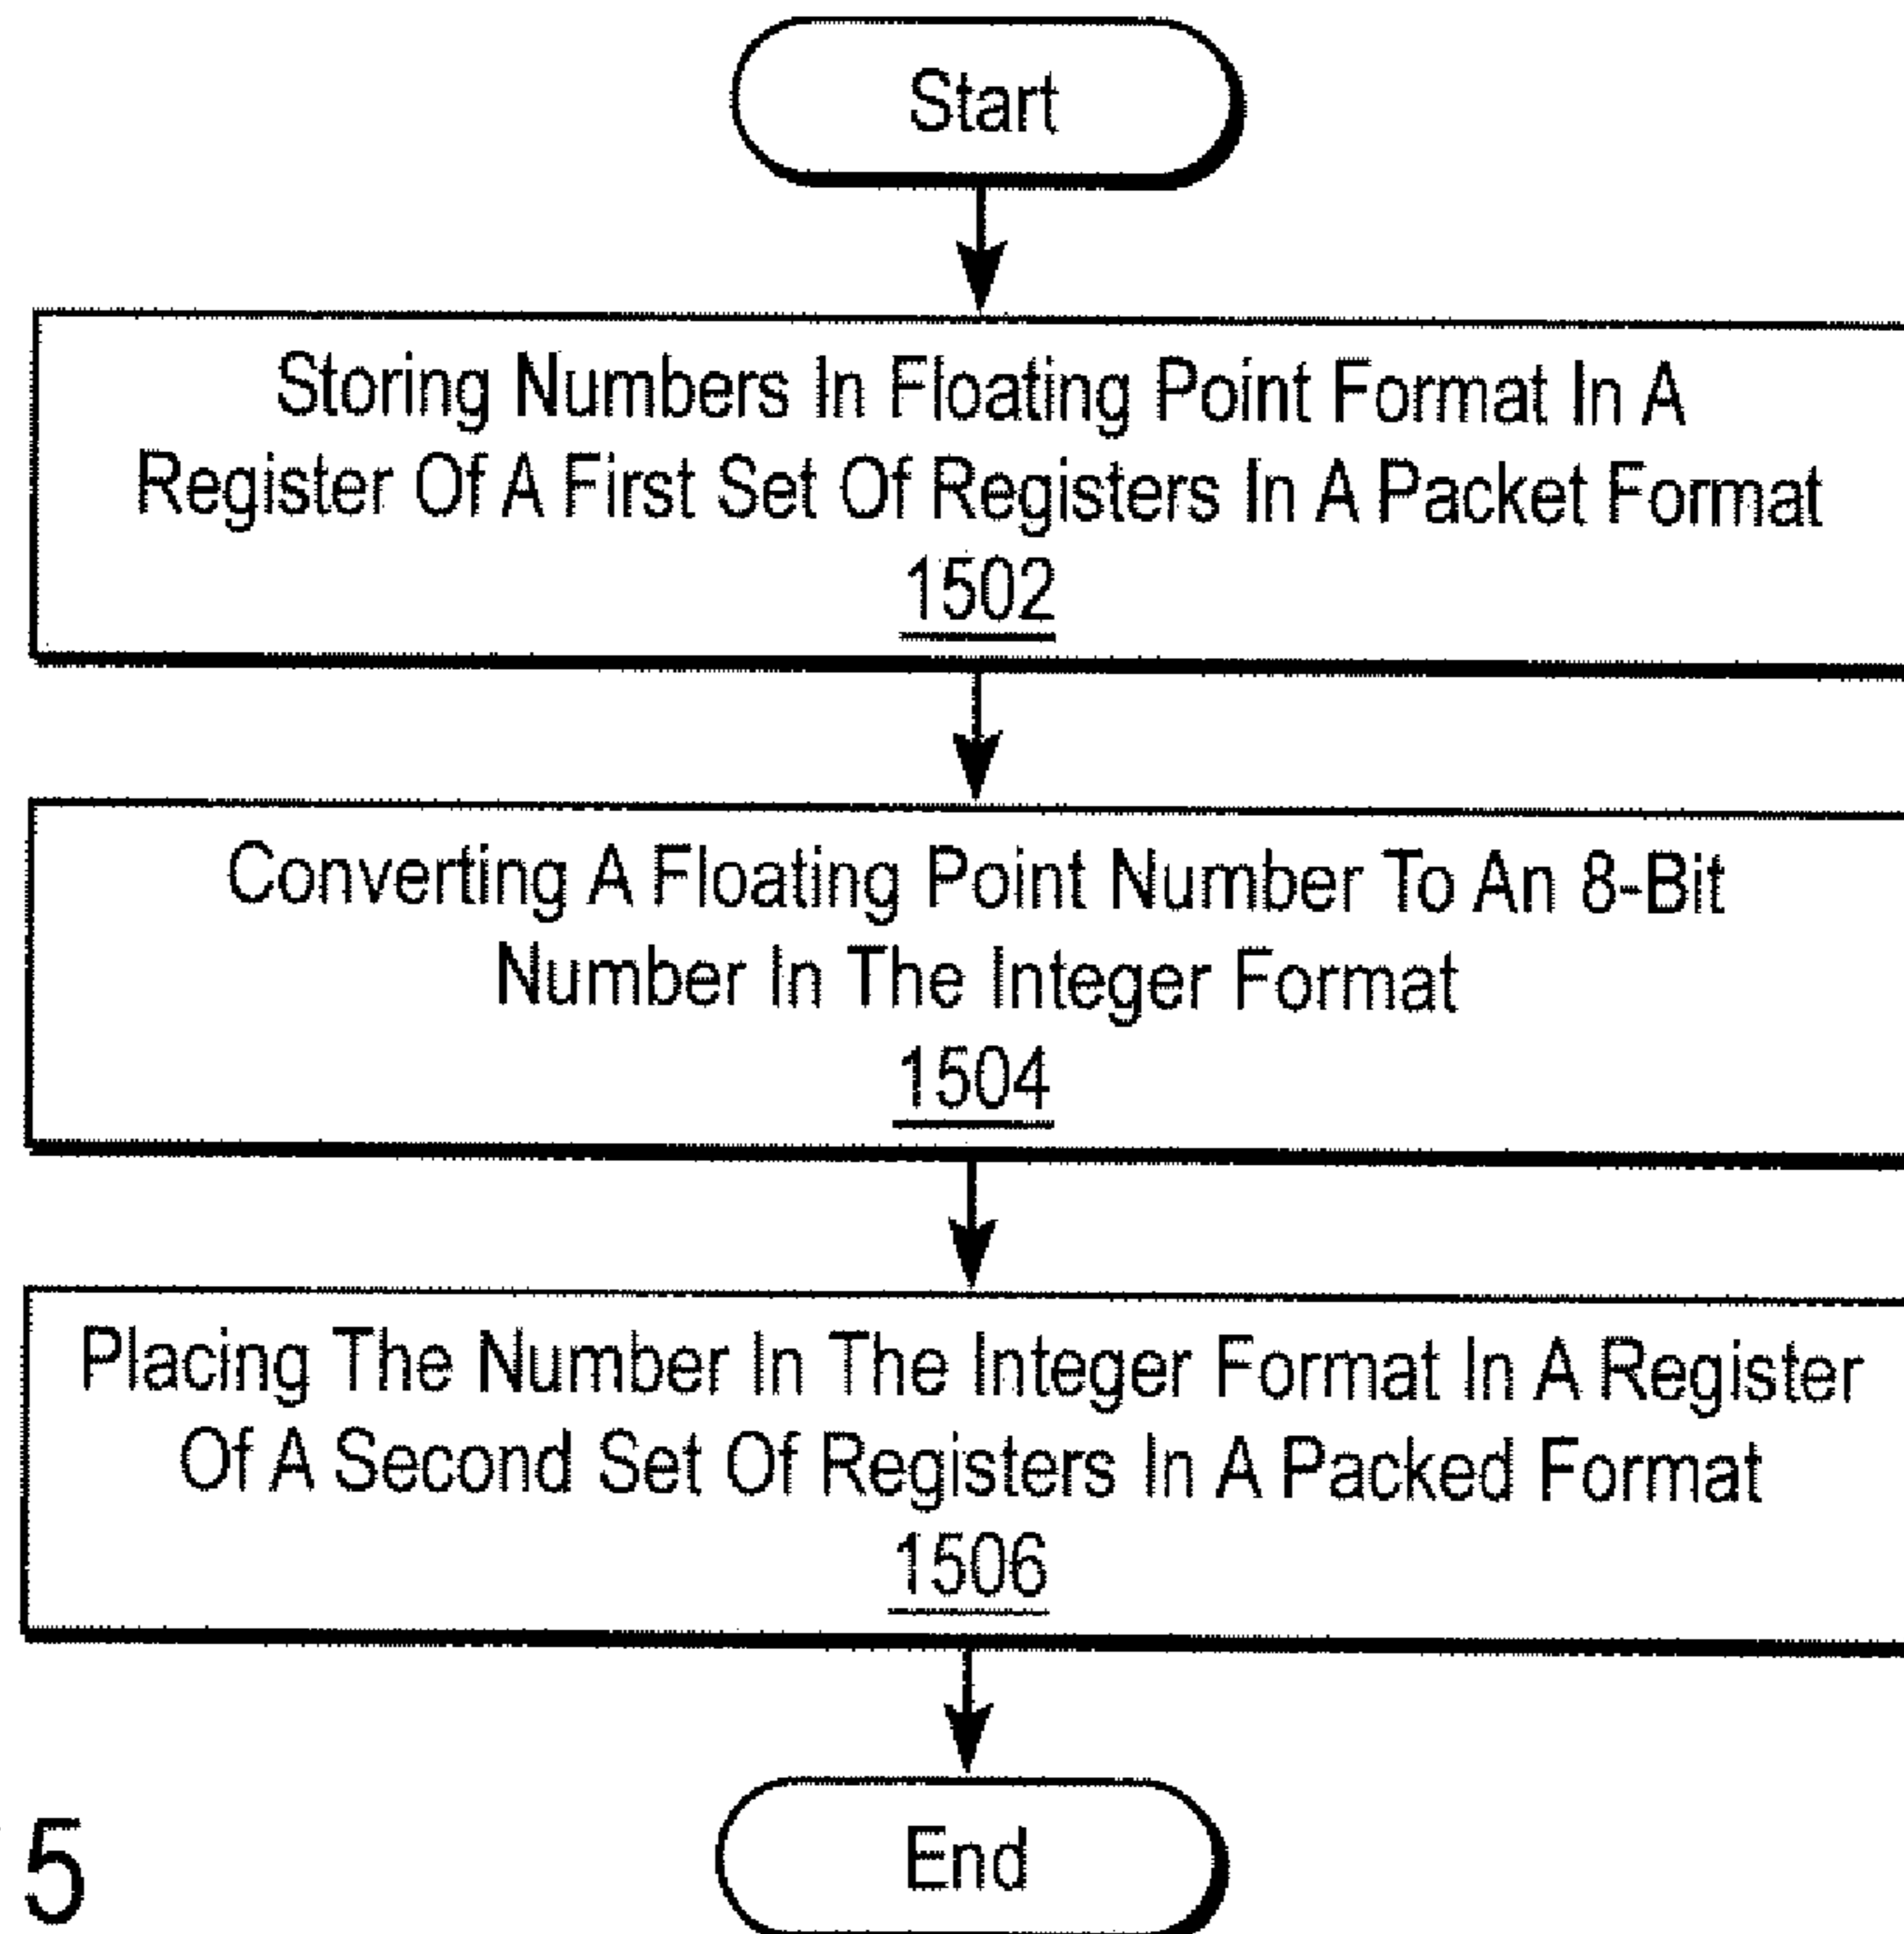 Start
Storing Numbers In Floating Point Format In A
Register Of A First Set Of Registers In A Packet Format
1502
Converting A Floating Point Number To An 8-Bit
Number In The Integer Format
1504
Placing The Number In The Integer Format In A Register
Of A Second Set Of Registers In A Packed Format
1506
End
5